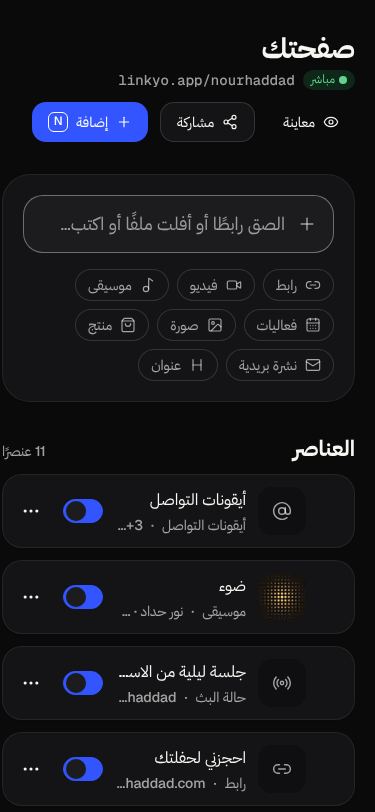 صفحتك
مباشر linkyo.app/nourhaddad
معاينة مشاركة إضافة N
الصق رابطًا أو أفلت ملفًا أو اكتب...
رابط فيديو موسيقى
فعاليات صورة منتج
نشرة بريدية عنوان
العناصر 11 عنصرًا
أيقونات التواصل
أيقونات التواصل · 3+...
ضوء
موسيقى · نور حداد · ...
جلسة ليلية من الاسـ...
حالة البث · haddad...
احجزني لحفلتك
رابط · haddad.com...